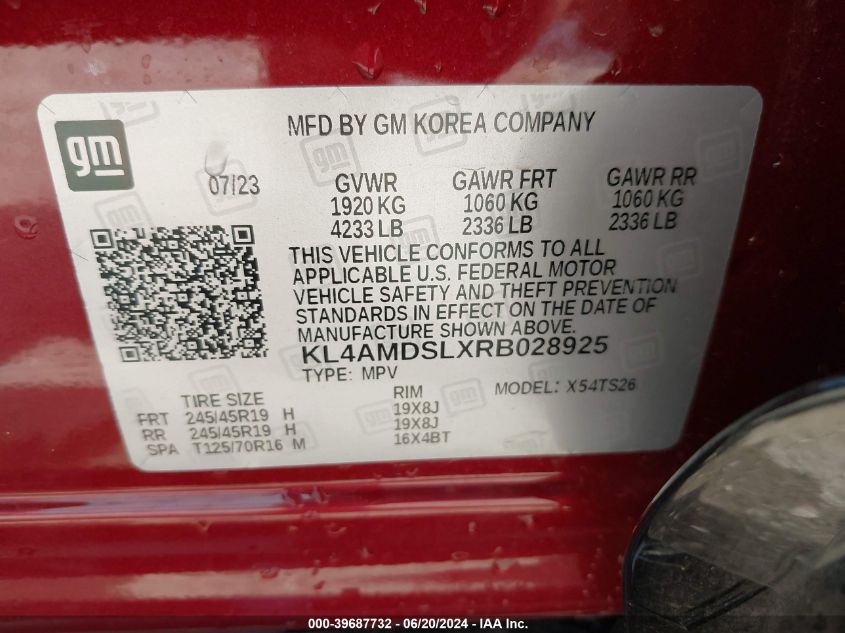 gm
MFD BY GM KOREA COMPANY
07/23
GVWR GAWR FRT GAWR RR
1920 KG 1060 KG 1060 KG
4233 LB 2336 LB 2336 LB
THIS VEHICLE CONFORMS TO ALL
APPLICABLE U.S. FEDERAL MOTOR
VEHICLE SAFETY AND THEFT PREVENTION
STANDARDS IN EFFECT ON THE DATE OF
MANUFACTURE SHOWN ABOVE.
KL4AMDSLXRB028925
TYPE: MPV MODEL: X54TS26
TIRE SIZE RIM
FRT 245/45R19 H 19X8J
RR 245/45R19 H 19X8J
SPA T125/70R16 M 16X4BT
000-39687732 - 06/20/2024 - IAA Inc.